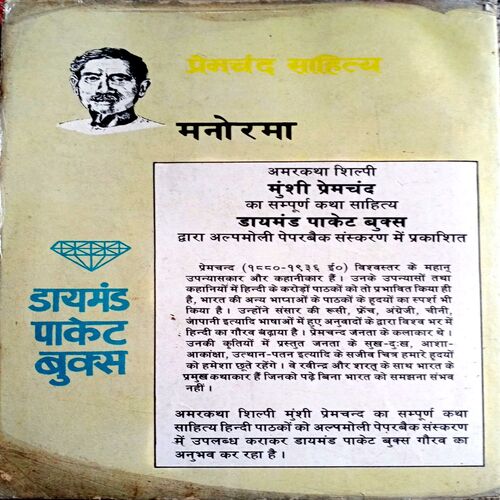 प्रेमचंद साहित्य
मनोरमा
अमरकथा शिल्पी
मुंशी प्रेमचंद
का सम्पूर्ण कथा साहित्य
डायमंड पाकेट बुक्स
द्वारा अल्पमोली पेपरबैक संस्करण में प्रकाशित
प्रेमचन्द (१८८०-१९३६ ई०) विश्वस्तर के महान्
उपन्यासकार और कहानीकार हैं। उनके उपन्यासों तथा
कहानियों में हिन्दी के करोड़ों पाठकों को तो प्रभावित किया ही
है, भारत की अन्य भाषाओं के पाठकों के हृदयों का स्पर्श भी
किया है। उन्होंने संसार की रूसी, फ्रेंच, अंग्रेजी, चीनी,
जापानी इत्यादि भाषाओं में हुए अनुवादों के द्वारा विश्व भर में
हिन्दी का गौरव बढ़ाया है। प्रेमचन्द जनता के कलाकार थे।
उनकी कृतियों में प्रस्तुत जनता के सुख-दुःख, आशा-
आकांक्षा, उत्थान-पतन इत्यादि के सजीव चित्र हमारे हृदयों
को हमेशा छूते रहेंगे। वे रवीन्द्र और शरत् के साथ भारत के
प्रमुख कथाकार हैं जिनको पढ़े बिना भारत को समझना संभव
नहीं।
अमरकथा शिल्पी मुंशी प्रेमचन्द का सम्पूर्ण कथा
साहित्य हिन्दी पाठकों को अल्पमोली पेपरबैक संस्करण
में उपलब्ध कराकर डायमंड पाकेट बुक्स गौरव का
अनुभव कर रहा है।
डायमंड
पाकेट
बुक्स